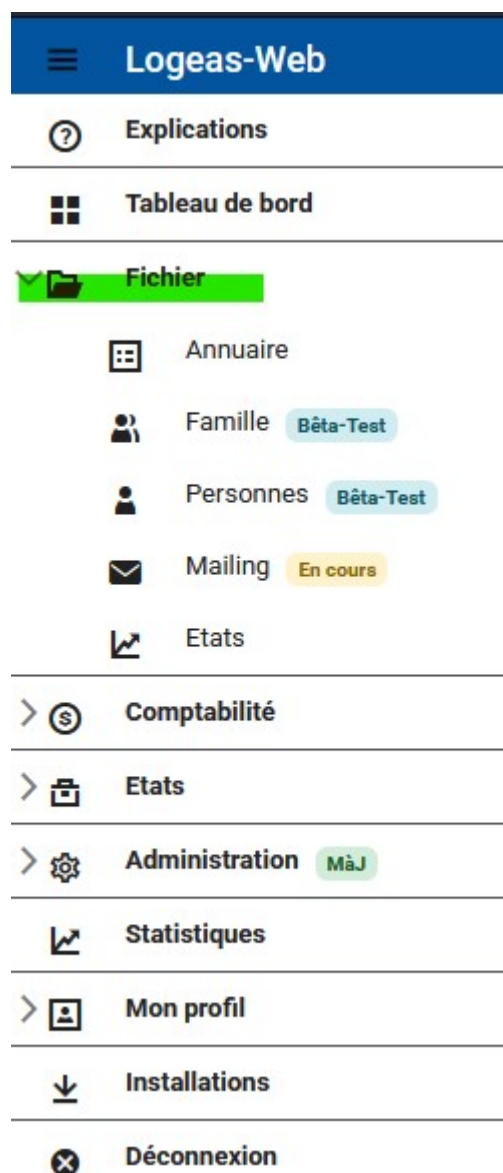 Logeas-Web
Explications
Tableau de bord
Fichier
Annuaire
Famille Bêta-Test
Personnes Bêta-Test
Mailing En cours
Etats
Comptabilité
Etats
Administration MàJ
Statistiques
Mon profil
Installations
Déconnexion